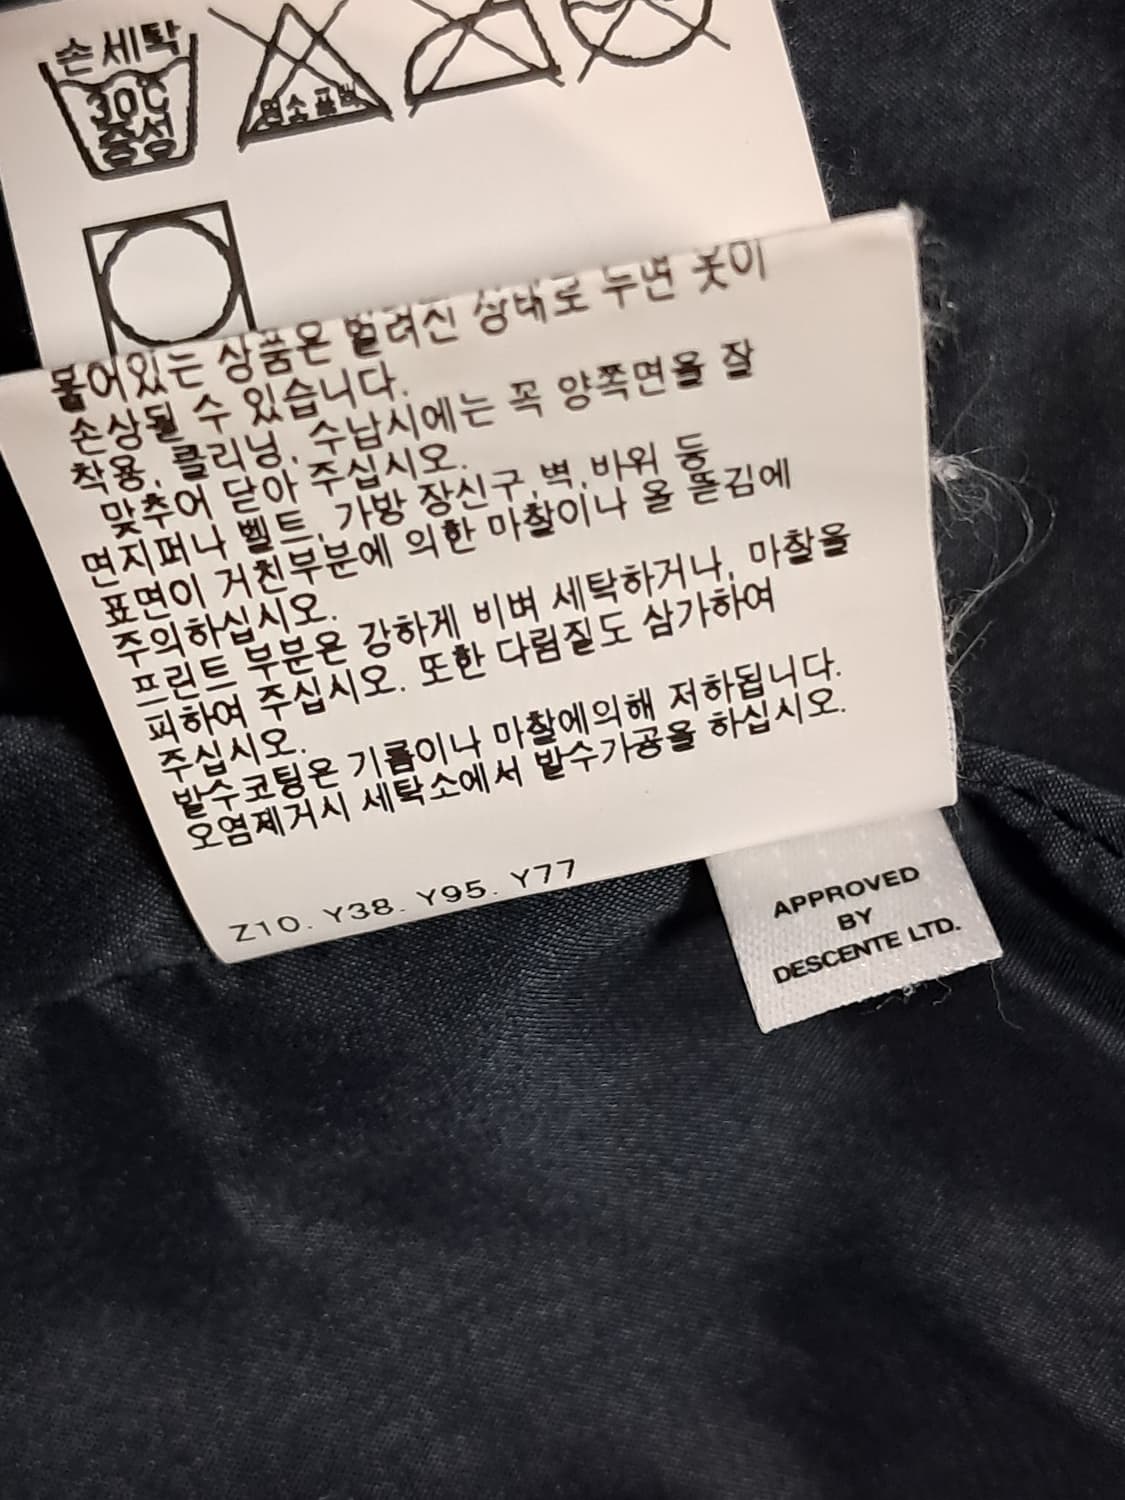 손세탁
30℃
중성
염소 표백
붙어있는 상품은 벌려진 상태로 두면 옷이
손상될 수 있습니다.
착용, 클리닝, 수납시에는 꼭 양쪽면을 잘
맞추어 닫아 주십시오.
면지퍼나 벨트, 가방 장신구,벽,바위 등
표면이 거친부분에 의한 마찰이나 올 뜯김에
주의하십시오.
프린트 부분은 강하게 비벼 세탁하거나, 마찰을
피하여 주십시오. 또한 다림질도 삼가하여
주십시오.
발수코팅은 기름이나 마찰에의해 저하됩니다.
오염제거시 세탁소에서 발수가공을 하십시오.
Z10. Y38. Y95. Y77
APPROVED
BY
DESCENTE LTD.